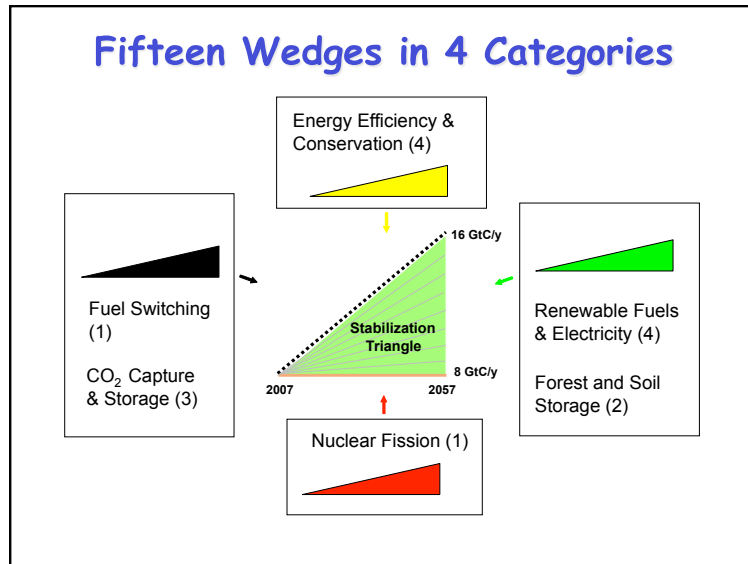 Fifteen Wedges in 4 Categories
Energy Efficiency &
Conservation (4)
Fuel Switching
(1)
CO₂ Capture
& Storage (3)
16 GtC/y
Stabilization
Triangle
8 GtC/y
2007
2057
Renewable Fuels
& Electricity (4)
Forest and Soil
Storage (2)
Nuclear Fission (1)